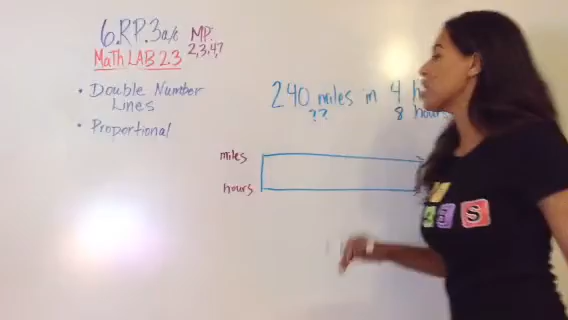 6.RP.3a/c MP.
2,3,4,7
Math LAB 2.3
• Double Number
Lines
• Proportional
240 miles in 4
?? 8 hours
miles
hours
S